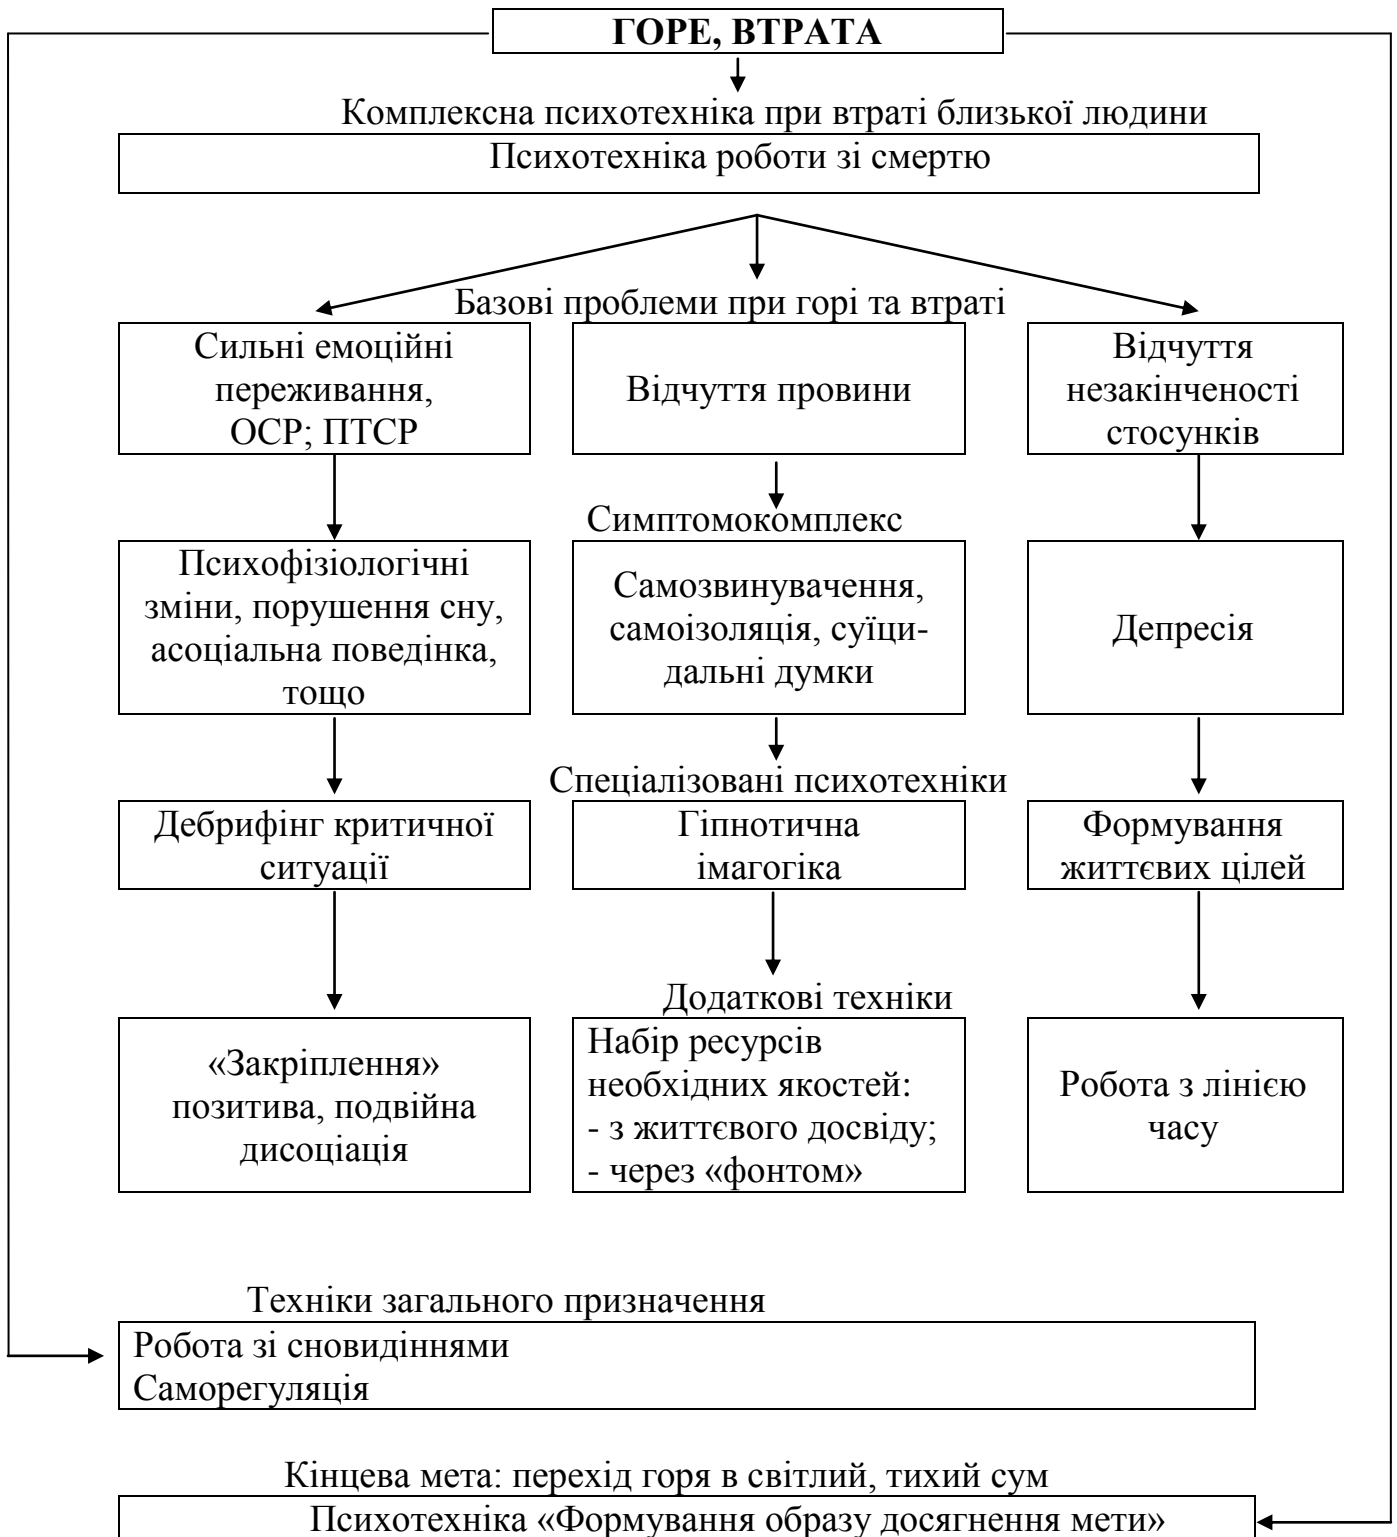 ГОРЕ, ВТРАТА
Комплексна психотехніка при втраті близької людини
Психотехніка роботи зі смертю
Базові проблеми при горі та втраті
Сильні емоційні
переживання,
ОСР; ПТСР
Відчуття провини
Відчуття
незакінченості
стосунків
Симптомокомплекс
Психофізіологічні
зміни, порушення сну,
асоціальна поведінка,
тощо
Самозвинувачення,
самоізоляція, суїци-
дальні думки
Депресія
Спеціалізовані психотехніки
Дебрифінг критичної
ситуації
Гіпнотична
імагогіка
Формування
життєвих цілей
Додаткові техніки
«Закріплення»
позитива, подвійна
дисоціація
Набір ресурсів
необхідних якостей:
- з життєвого досвіду;
- через «фонтом»
Робота з лінією
часу
Техніки загального призначення
Робота зі сновидіннями
Саморегуляція
Кінцева мета: перехід горя в світлий, тихий сум
Психотехніка «Формування образу досягнення мети»